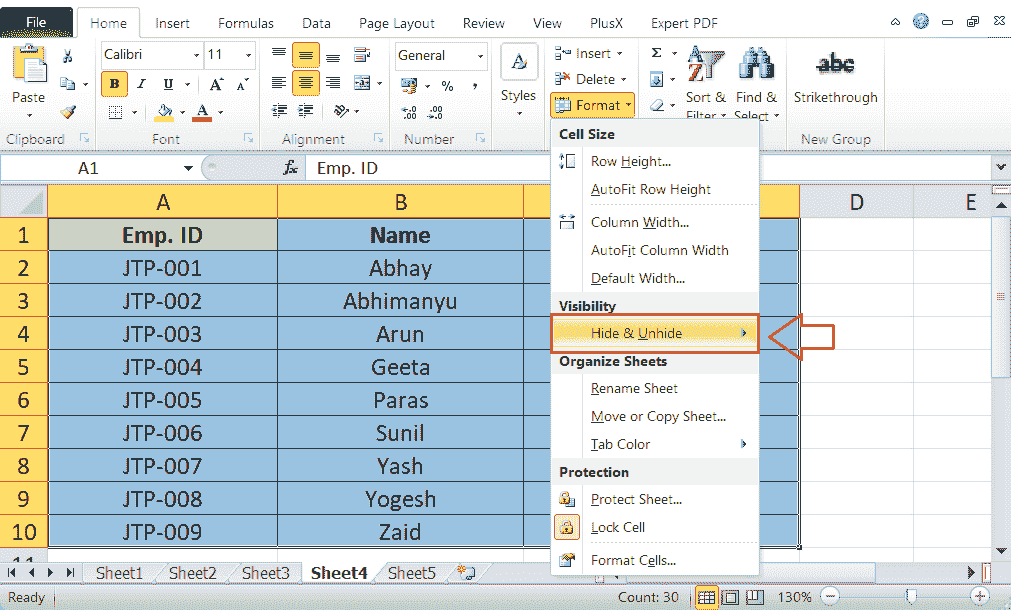 File Home Insert Formulas Data Page Layout Review View PlusX Expert PDF
Calibri 11 General Insert Σ
Paste B I U A A % , Styles Delete Sort & Find & Strikethrough
A Format Filter Select
Clipboard Font Alignment Number New Group
A1 fx Emp. ID
Cell Size
Row Height...
AutoFit Row Height
Column Width...
AutoFit Column Width
Default Width...
Visibility
Hide & Unhide
Organize Sheets
Rename Sheet
Move or Copy Sheet...
Tab Color
Protection
Protect Sheet...
Lock Cell
Format Cells...
A B D E
1 Emp. ID Name
2 JTP-001 Abhay
3 JTP-002 Abhimanyu
4 JTP-003 Arun
5 JTP-004 Geeta
6 JTP-005 Paras
7 JTP-006 Sunil
8 JTP-007 Yash
9 JTP-008 Yogesh
10 JTP-009 Zaid
11
Sheet1 Sheet2 Sheet3 Sheet4 Sheet5
Ready Count: 30 130%